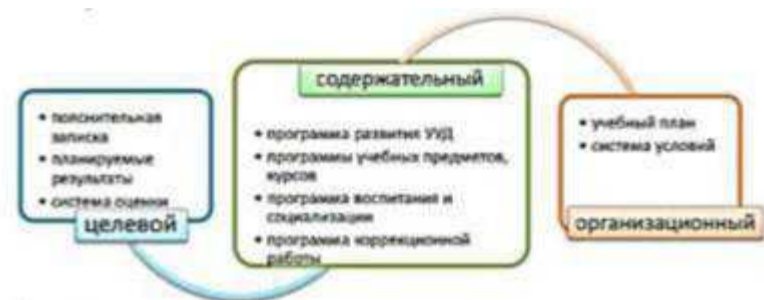 • пояснительная
записка
• планируемые
результаты
• система оценки
целевой
содержательный
• программа развития УУД
• программы учебных предметов,
курсов
• программа воспитания и
социализации
• программа коррекционной
работы
• учебный план
• система условий
организационный